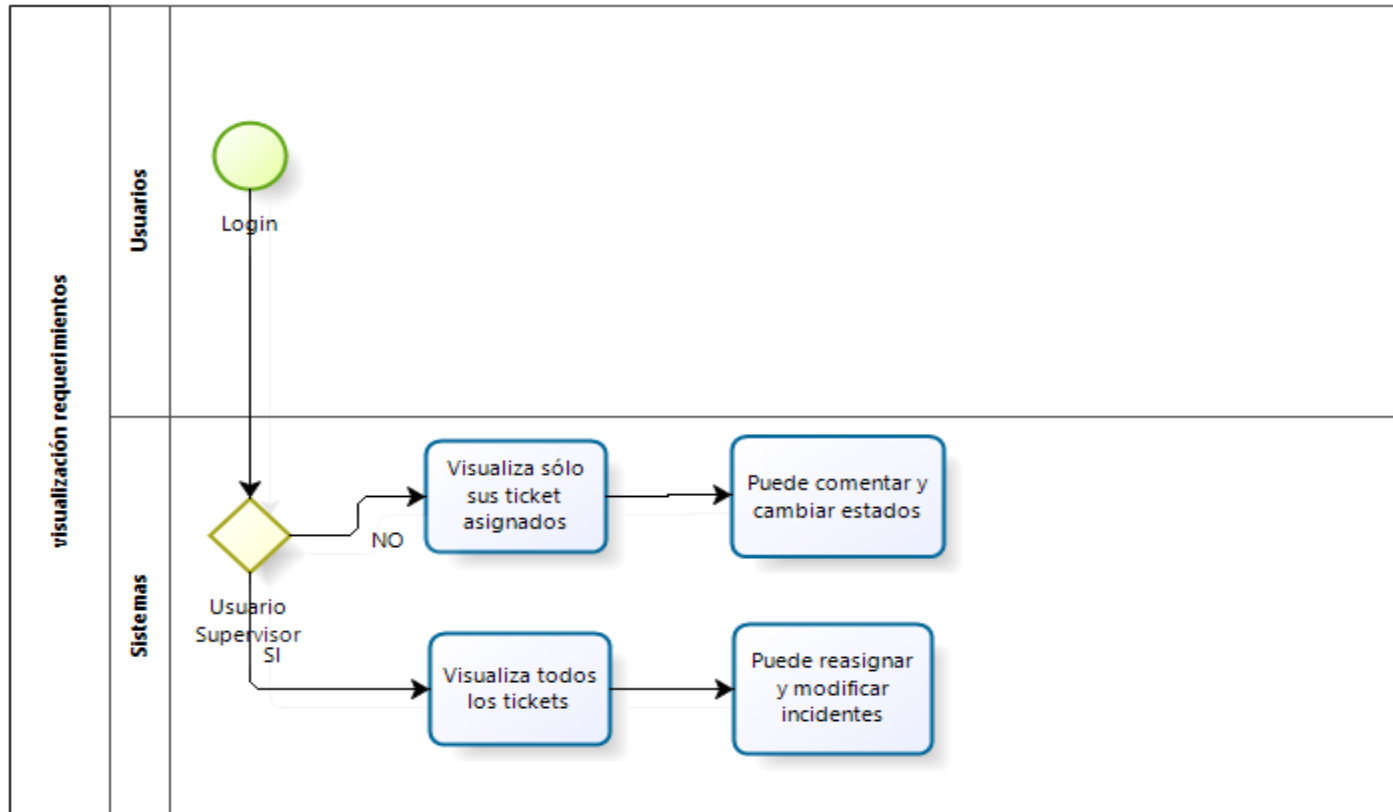 visualización requerimientos
Usuarios
Login
Sistemas
Usuario
Supervisor
NO
SI
Visualiza sólo
sus ticket
asignados
Puede comentar y
cambiar estados
Visualiza todos
los tickets
Puede reasignar
y modificar
incidentes